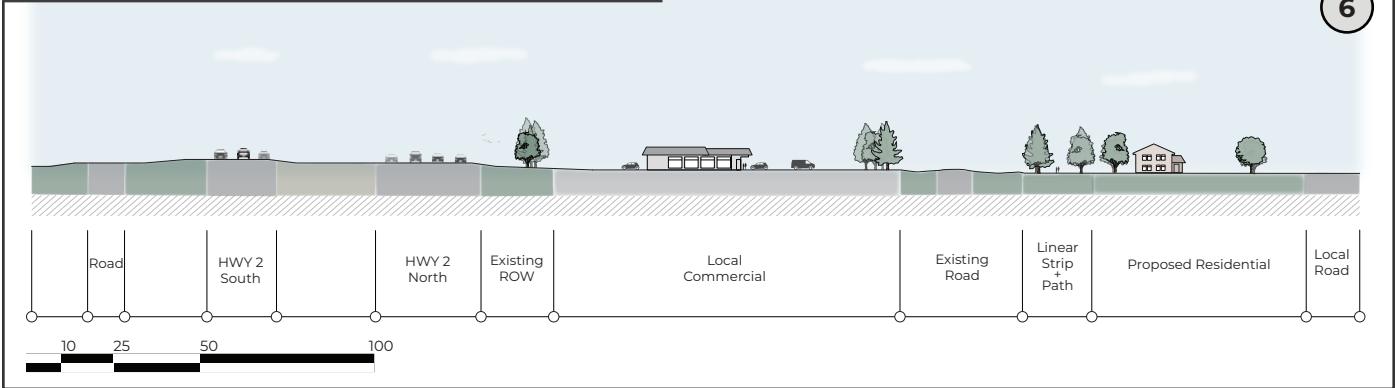 6
Road
HWY 2
South
HWY 2
North
Existing
ROW
Local
Commercial
Existing
Road
Linear
Strip
+
Path
Proposed Residential
Local
Road
10 25 50 100